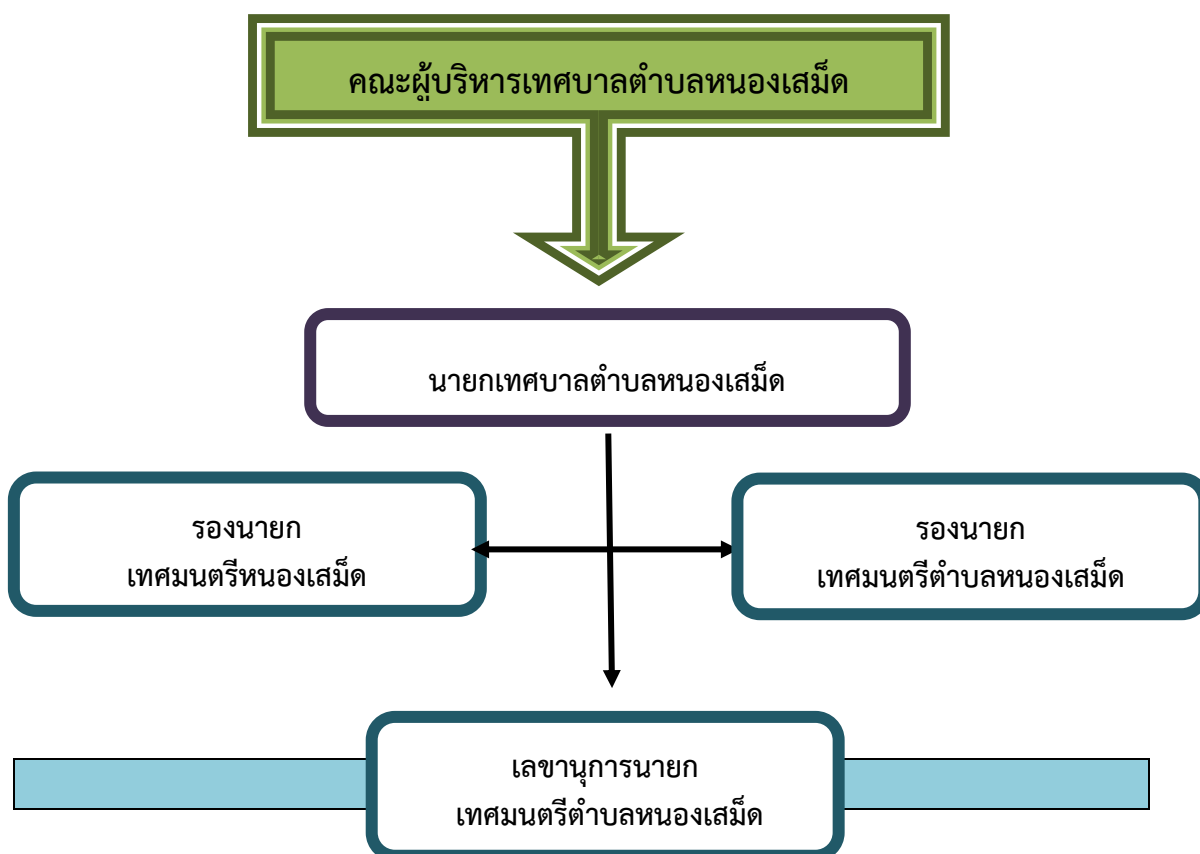 คณะผู้บริหารเทศบาลตำบลหนองเสม็ด
นายกเทศบาลตำบลหนองเสม็ด
รองนายก
เทศมนตรีหนองเสม็ด
รองนายก
เทศมนตรีตำบลหนองเสม็ด
เลขานุการนายก
เทศมนตรีตำบลหนองเสม็ด